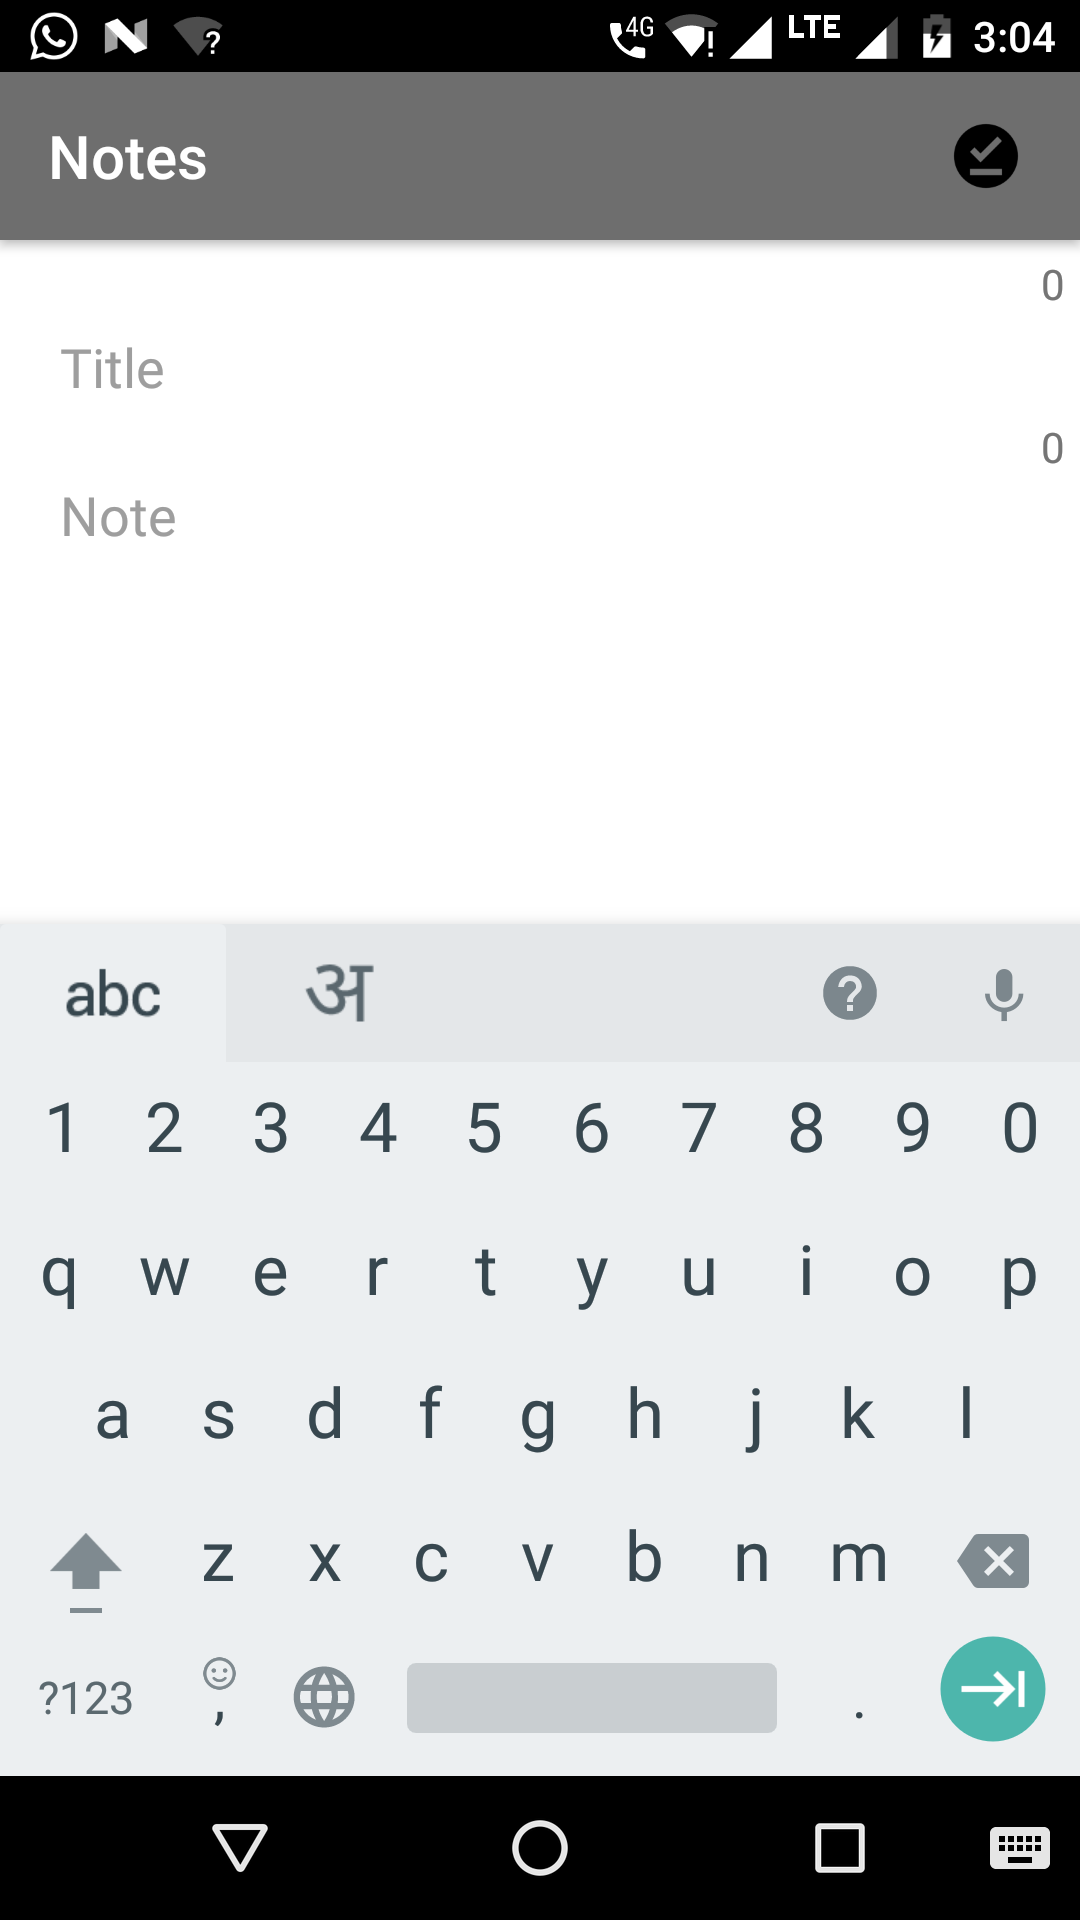 4G LTE 3:04
Notes
0
Title
0
Note
abc अ
1 2 3 4 5 6 7 8 9 0
q w e r t y u i o p
a s d f g h j k l
z x c v b n m
?123 , .